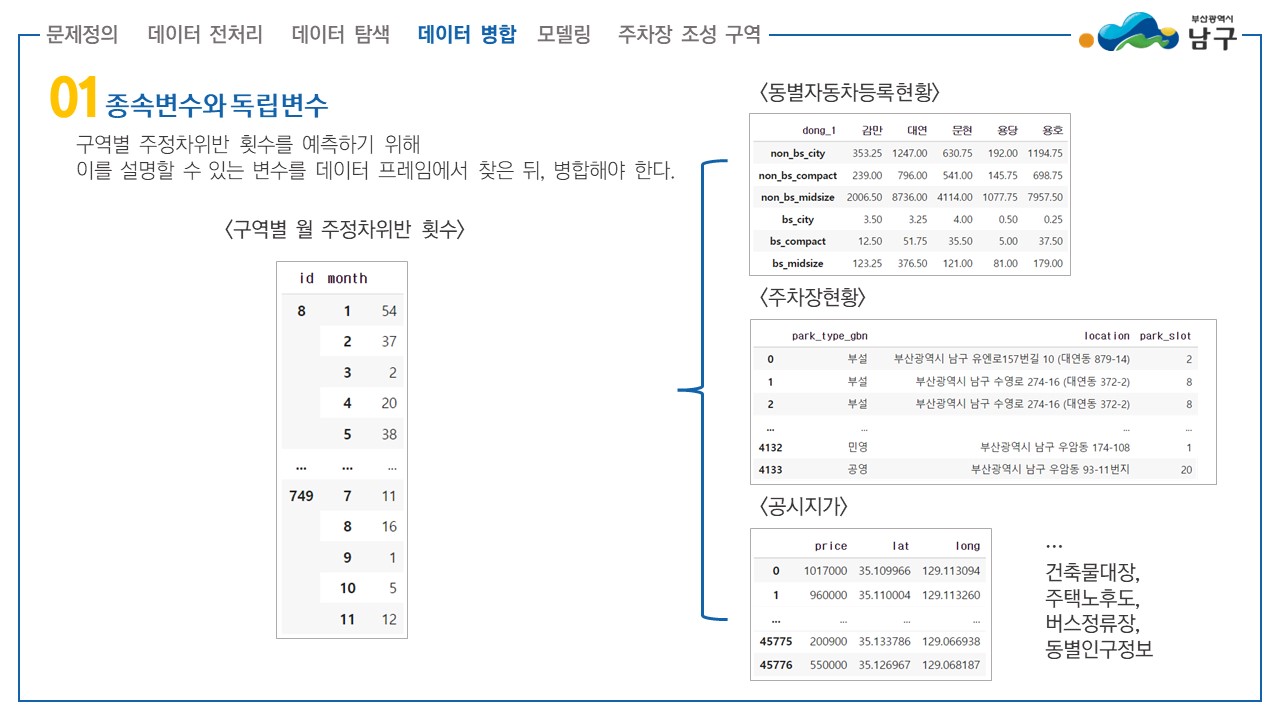 문제정의 데이터 전처리 데이터 탐색 데이터 병합 모델링 주차장 조성 구역
부산광역시
남구
01 종속변수와 독립변수
구역별 주정차위반 횟수를 예측하기 위해
이를 설명할 수 있는 변수를 데이터 프레임에서 찾은 뒤, 병합해야 한다.
<구역별 월 주정차위반 횟수>
id month
8 1 54
2 37
3 2
4 20
5 38
... ... ...
749 7 11
8 16
9 1
10 5
11 12
<동별자동차등록현황>
dong_1 감만 대연 문현 용당 용호
non_bs_city 353.25 1247.00 630.75 192.00 1194.75
non_bs_compact 239.00 796.00 541.00 145.75 698.75
non_bs_midsize 2006.50 8736.00 4114.00 1077.75 7957.50
bs_city 3.50 3.25 4.00 0.50 0.25
bs_compact 12.50 51.75 35.50 5.00 37.50
bs_midsize 123.25 376.50 121.00 81.00 179.00
<주차장현황>
park_type_gbn location park_slot
0 부설 부산광역시 남구 유엔로157번길 10 (대연동 879-14) 2
1 부설 부산광역시 남구 수영로 274-16 (대연동 372-2) 8
2 부설 부산광역시 남구 수영로 274-16 (대연동 372-2) 8
... ... ... ...
4132 민영 부산광역시 남구 우암동 174-108 1
4133 공영 부산광역시 남구 우암동 93-11번지 20
<공시지가>
price lat long
0 1017000 35.109966 129.113094
1 960000 35.110004 129.113260
... ... ... ...
45775 200900 35.133786 129.066938
45776 550000 35.126967 129.068187
...
건축물대장,
주택노후도,
버스정류장,
동별인구정보